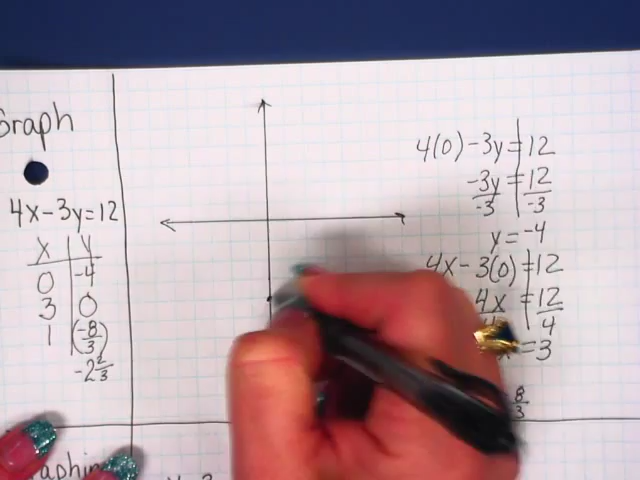 Graph
4x-3y=12
x | y
0 | -4
3 | 0
1 | (-8/3)
-2 2/3
4(0)-3y=12
-3y/-3 = 12/-3
y=-4
4x-3(0)=12
4x = 12/4
=3
8/3